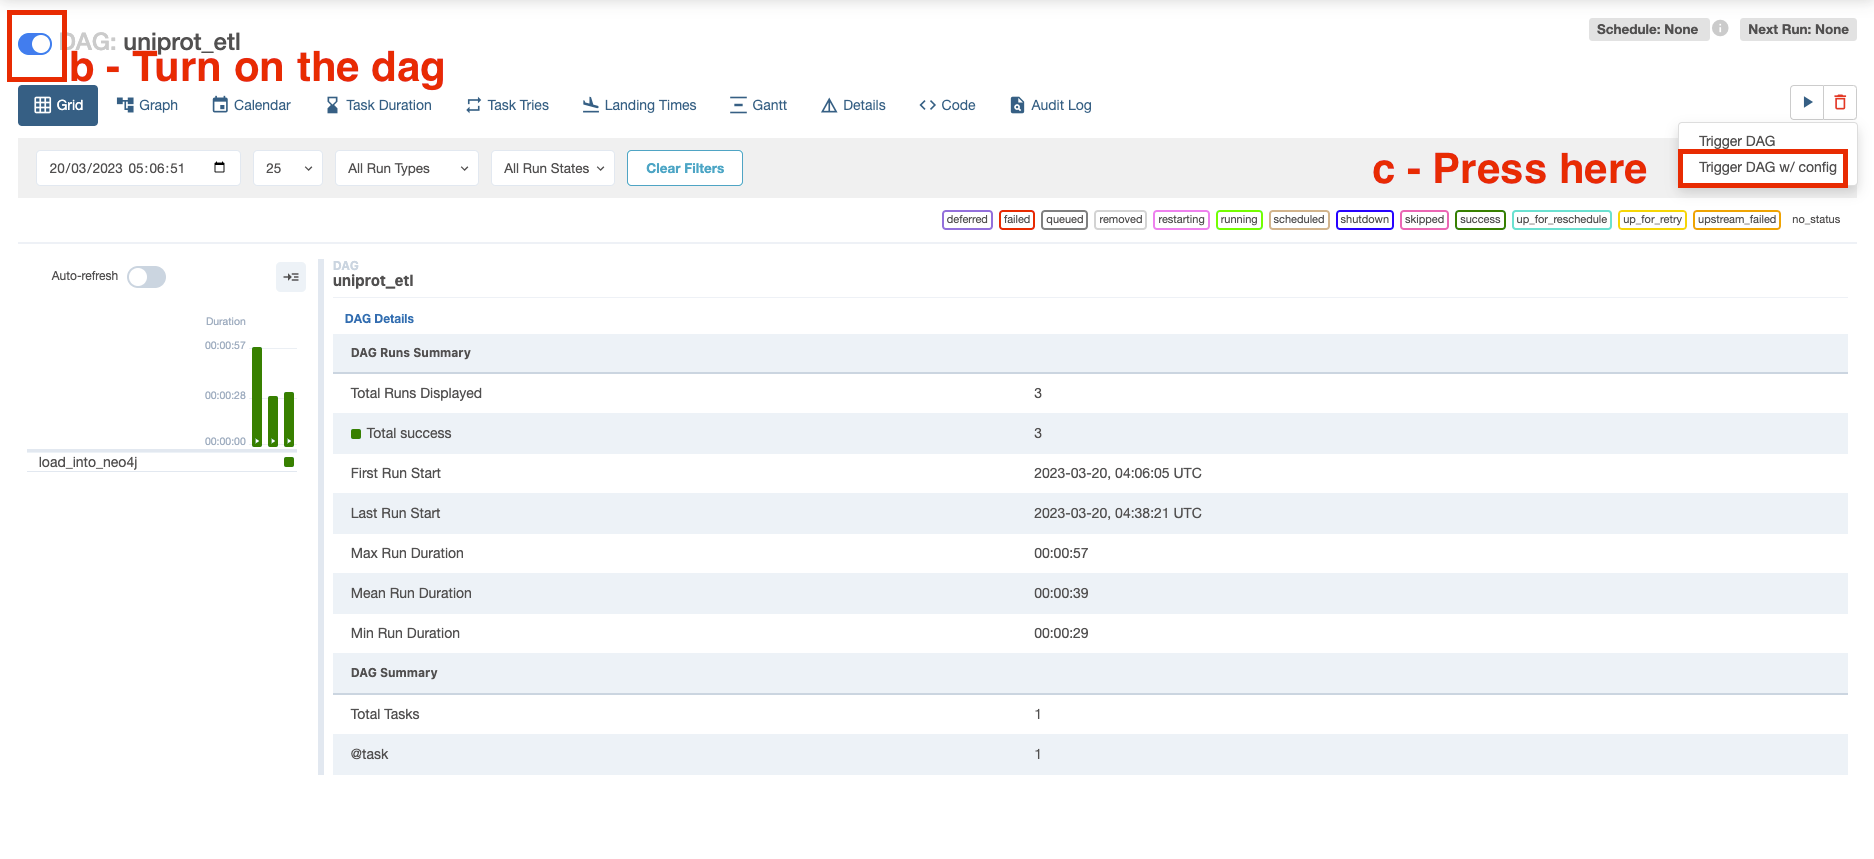 DAG: uniprot_etl
Schedule: None
Next Run: None
b - Turn on the dag
Grid
Graph
Calendar
Task Duration
Task Tries
Landing Times
Gantt
Details
Code
Audit Log
Trigger DAG
Trigger DAG w/ config
c - Press here
20/03/2023 05:06:51
25
All Run Types
All Run States
Clear Filters
deferred
failed
queued
removed
restarting
running
scheduled
shutdown
skipped
success
up_for_reschedule
up_for_retry
upstream_failed
no_status
Auto-refresh
Duration
00:00:57
00:00:28
00:00:00
load_into_neo4j
DAG
uniprot_etl
DAG Details
DAG Runs Summary
Total Runs Displayed 3
Total success 3
First Run Start 2023-03-20, 04:06:05 UTC
Last Run Start 2023-03-20, 04:38:21 UTC
Max Run Duration 00:00:57
Mean Run Duration 00:00:39
Min Run Duration 00:00:29
DAG Summary
Total Tasks 1
@task 1